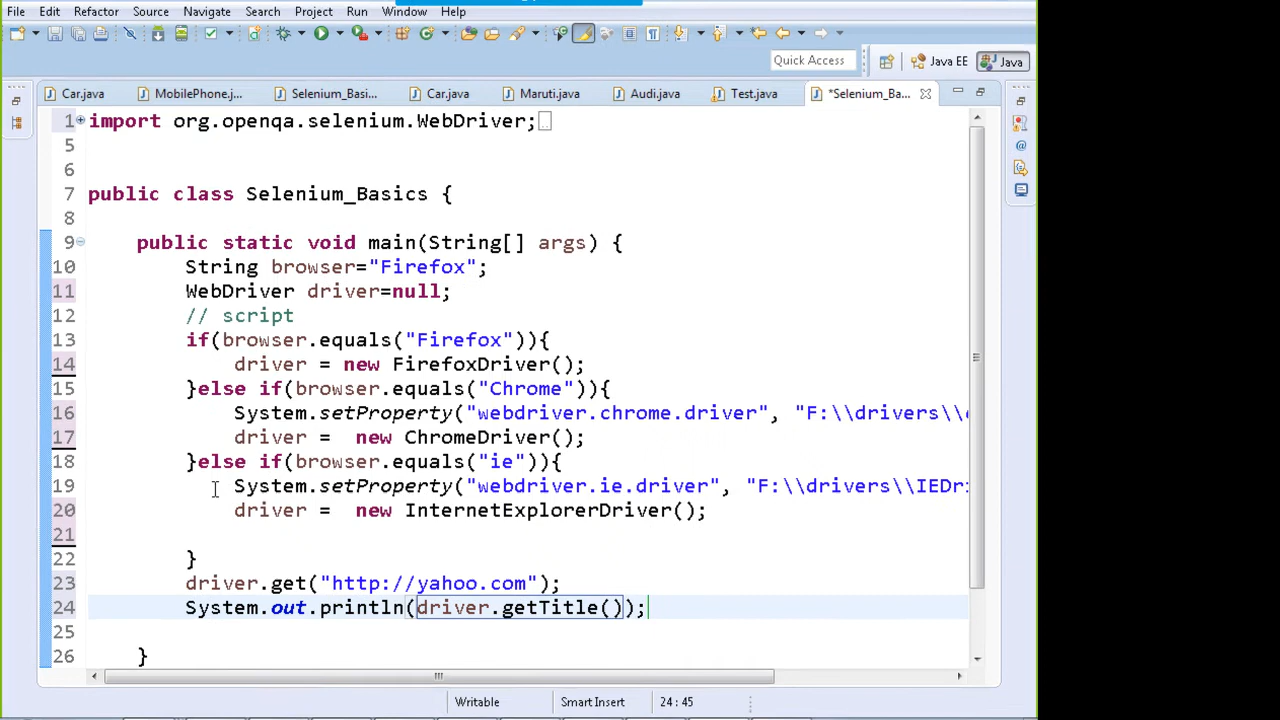 File Edit Refactor Source Navigate Search Project Run Window Help
Quick Access Java EE Java
Car.java MobilePhone.j... Selenium_Basi... Car.java Maruti.java Audi.java Test.java *Selenium_Ba...
1 import org.openqa.selenium.WebDriver;
5
6
7 public class Selenium_Basics {
8
9 public static void main(String[] args) {
10 String browser="Firefox";
11 WebDriver driver=null;
12 // script
13 if(browser.equals("Firefox")){
14 driver = new FirefoxDriver();
15 }else if(browser.equals("Chrome")){
16 System.setProperty("webdriver.chrome.driver", "F:\\drivers\\
17 driver =  new ChromeDriver();
18 }else if(browser.equals("ie")){
19 System.setProperty("webdriver.ie.driver", "F:\\drivers\\IEDri
20 driver =  new InternetExplorerDriver();
21
22 }
23 driver.get("http://yahoo.com");
24 System.out.println(driver.getTitle());
25
26 }
Writable Smart Insert 24 : 45